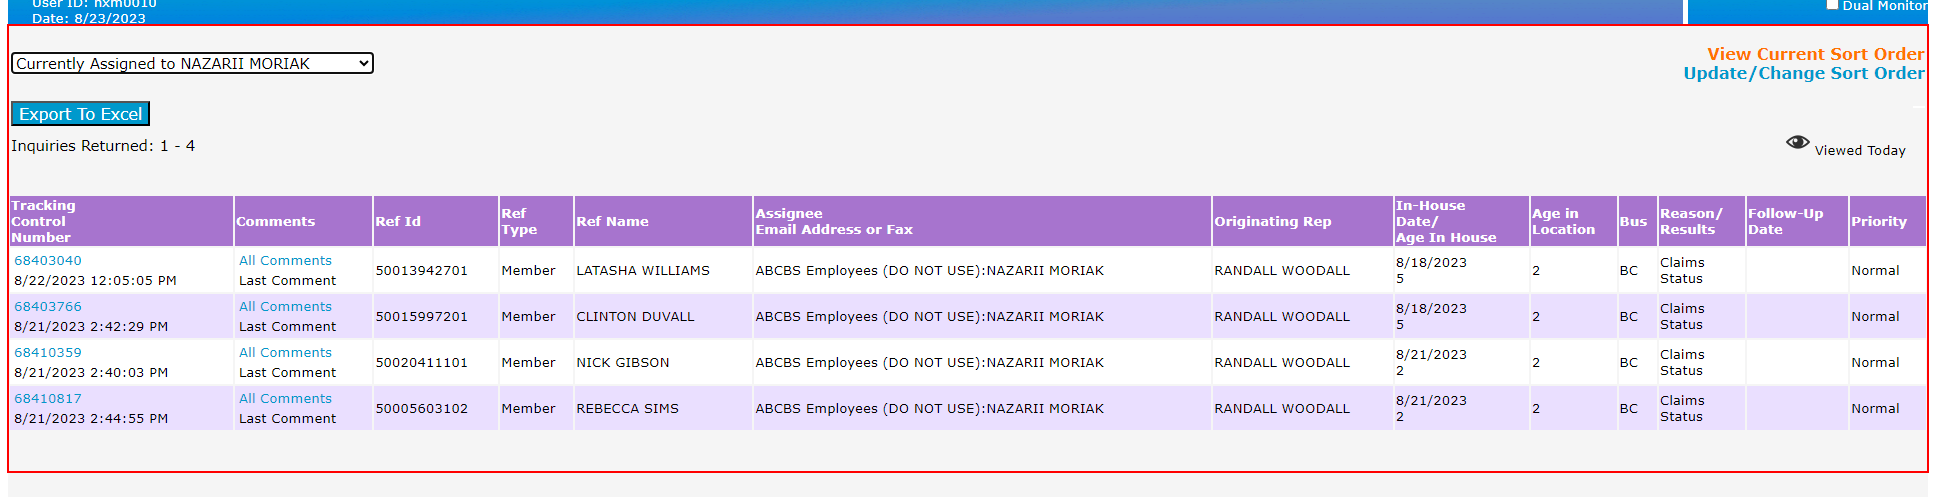 User ID: nxm0010
Date: 8/23/2023
Dual Monitor
Currently Assigned to NAZARII MORIAK
View Current Sort Order
Update/Change Sort Order
Export To Excel
Inquiries Returned: 1 - 4
Viewed Today
Tracking Control Number Comments Ref Id Ref Type Ref Name Assignee Email Address or Fax Originating Rep In-House Date/ Age In House Age in Location Bus Reason/ Results Follow-Up Date Priority
68403040 8/22/2023 12:05:05 PM All Comments Last Comment 50013942701 Member LATASHA WILLIAMS ABCBS Employees (DO NOT USE):NAZARII MORIAK RANDALL WOODALL 8/18/2023 5 2 BC Claims Status Normal
68403766 8/21/2023 2:42:29 PM All Comments Last Comment 50015997201 Member CLINTON DUVALL ABCBS Employees (DO NOT USE):NAZARII MORIAK RANDALL WOODALL 8/18/2023 5 2 BC Claims Status Normal
68410359 8/21/2023 2:40:03 PM All Comments Last Comment 50020411101 Member NICK GIBSON ABCBS Employees (DO NOT USE):NAZARII MORIAK RANDALL WOODALL 8/21/2023 2 2 BC Claims Status Normal
68410817 8/21/2023 2:44:55 PM All Comments Last Comment 50005603102 Member REBECCA SIMS ABCBS Employees (DO NOT USE):NAZARII MORIAK RANDALL WOODALL 8/21/2023 2 2 BC Claims Status Normal